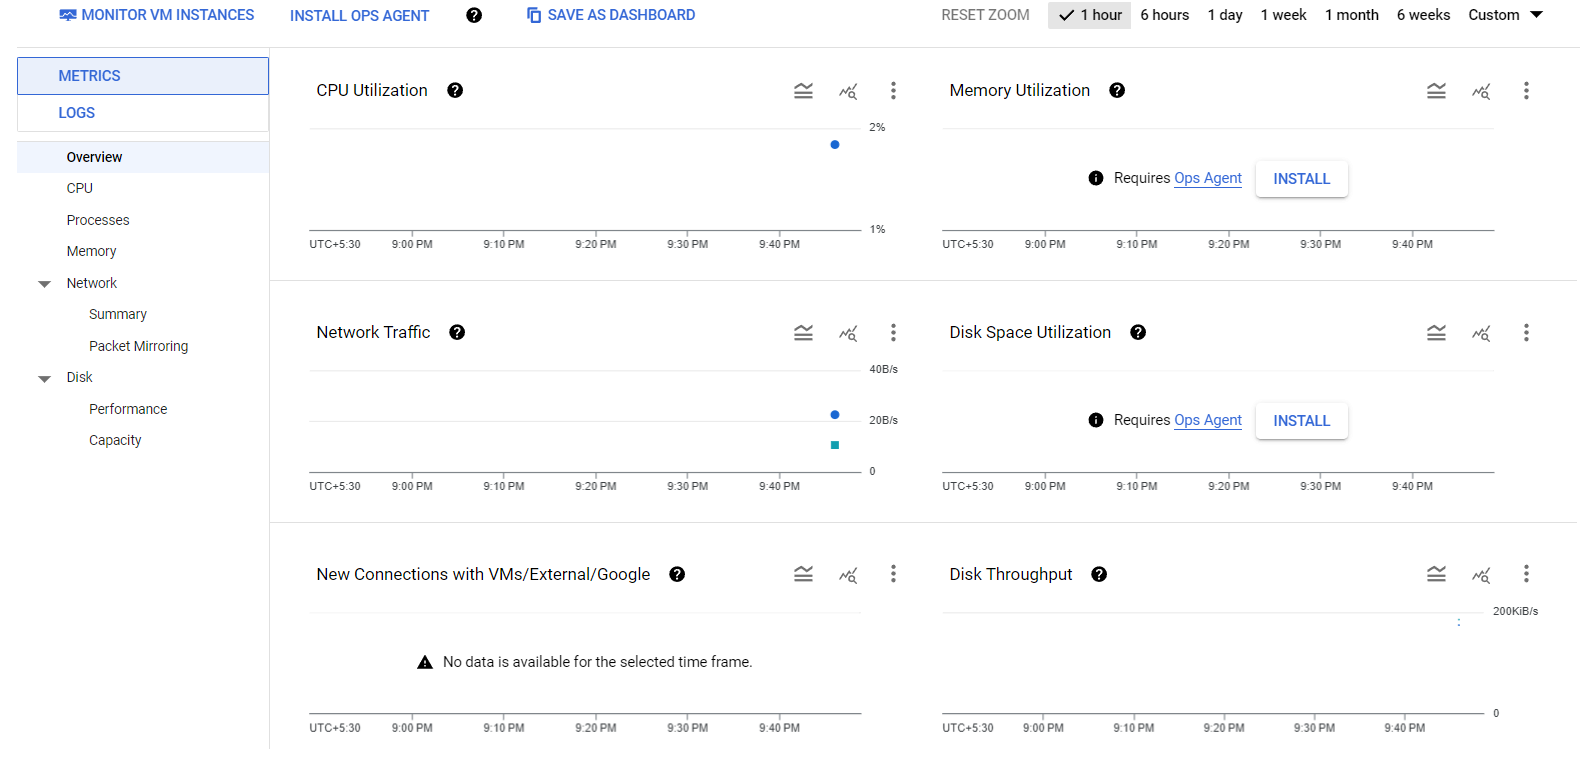 MONITOR VM INSTANCES INSTALL OPS AGENT SAVE AS DASHBOARD RESET ZOOM 1 hour 6 hours 1 day 1 week 1 month 6 weeks Custom
METRICS
LOGS
Overview
CPU
Processes
Memory
Network
Summary
Packet Mirroring
Disk
Performance
Capacity
CPU Utilization
2%
1%
UTC+5:30 9:00 PM 9:10 PM 9:20 PM 9:30 PM 9:40 PM
Memory Utilization
Requires Ops Agent INSTALL
UTC+5:30 9:00 PM 9:10 PM 9:20 PM 9:30 PM 9:40 PM
Network Traffic
40B/s
20B/s
0
UTC+5:30 9:00 PM 9:10 PM 9:20 PM 9:30 PM 9:40 PM
Disk Space Utilization
Requires Ops Agent INSTALL
UTC+5:30 9:00 PM 9:10 PM 9:20 PM 9:30 PM 9:40 PM
New Connections with VMs/External/Google
No data is available for the selected time frame.
UTC+5:30 9:00 PM 9:10 PM 9:20 PM 9:30 PM 9:40 PM
Disk Throughput
200KiB/s
0
UTC+5:30 9:00 PM 9:10 PM 9:20 PM 9:30 PM 9:40 PM